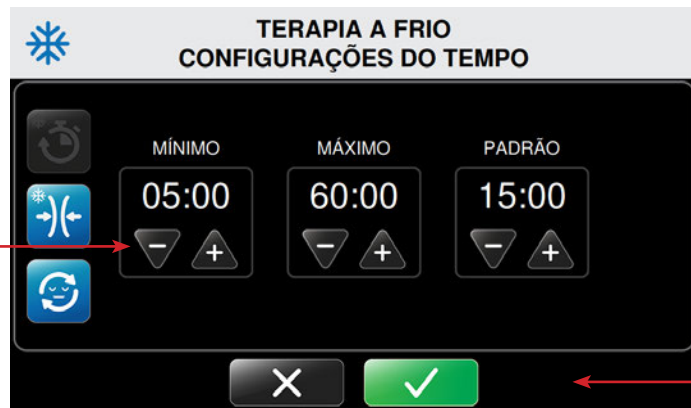 TERAPIA A FRIO
CONFIGURAÇÕES DO TEMPO
MÍNIMO MÁXIMO PADRÃO
05:00 60:00 15:00